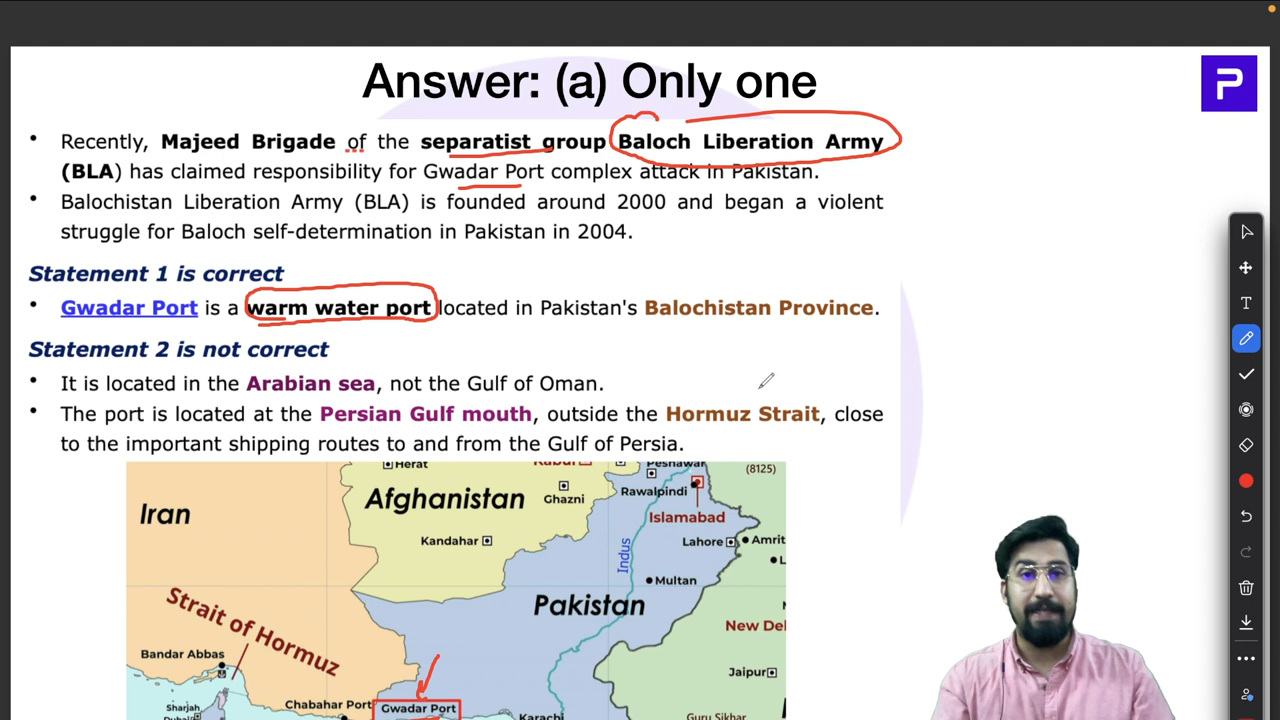 Answer: (a) Only one
P
• Recently, Majeed Brigade of the separatist group Baloch Liberation Army
(BLA) has claimed responsibility for Gwadar Port complex attack in Pakistan.
• Balochistan Liberation Army (BLA) is founded around 2000 and began a violent
struggle for Baloch self-determination in Pakistan in 2004.
Statement 1 is correct
• Gwadar Port is a warm water port located in Pakistan's Balochistan Province.
Statement 2 is not correct
• It is located in the Arabian sea, not the Gulf of Oman.
• The port is located at the Persian Gulf mouth, outside the Hormuz Strait, close
to the important shipping routes to and from the Gulf of Persia.
Herat
Kabul
Peshawar
(8125)
Afghanistan
Ghazni
Rawalpindi
Iran
Islamabad
Kandahar
Lahore
Amrit
Indus
Multan
Pakistan
Strait of Hormuz
New Del
Bandar Abbas
Jaipur
Sharjah
Dubai
Chabahar Port
Gwadar Port
Karachi
Guru Sikhar
T